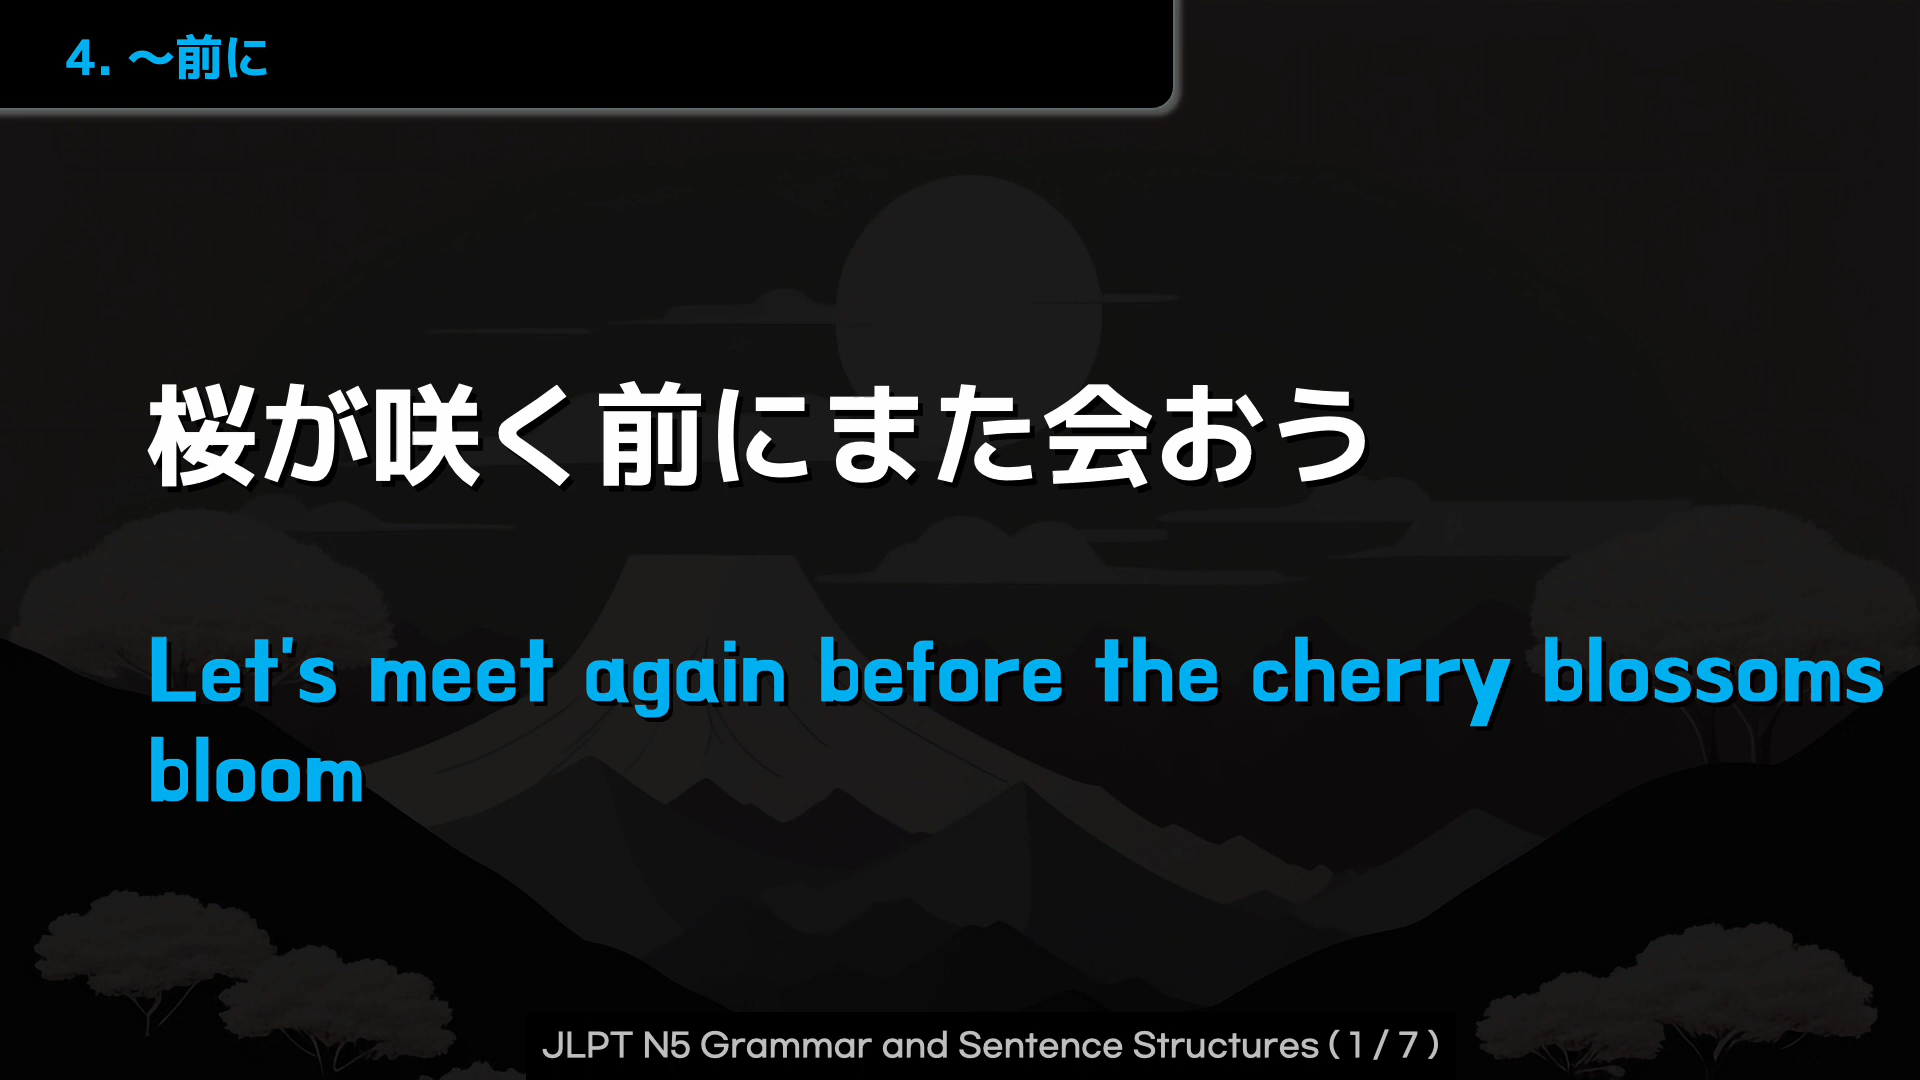 4. ～前に
桜が咲く前にまた会おう
Let's meet again before the cherry blossoms
bloom
JLPT N5 Grammar and Sentence Structures ( 1 / 7 )